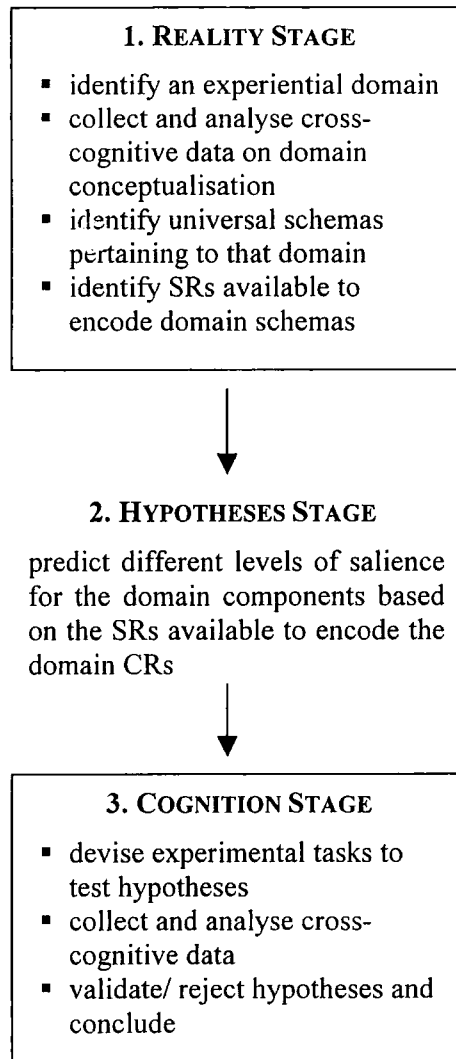 1. REALITY STAGE
▪ identify an experiential domain
▪ collect and analyse cross-
cognitive data on domain
conceptualisation
▪ identify universal schemas
pertaining to that domain
▪ identify SRs available to
encode domain schemas
2. HYPOTHESES STAGE
predict different levels of salience
for the domain components based
on the SRs available to encode the
domain CRs
3. COGNITION STAGE
▪ devise experimental tasks to
test hypotheses
▪ collect and analyse cross-
cognitive data
▪ validate/ reject hypotheses and
conclude